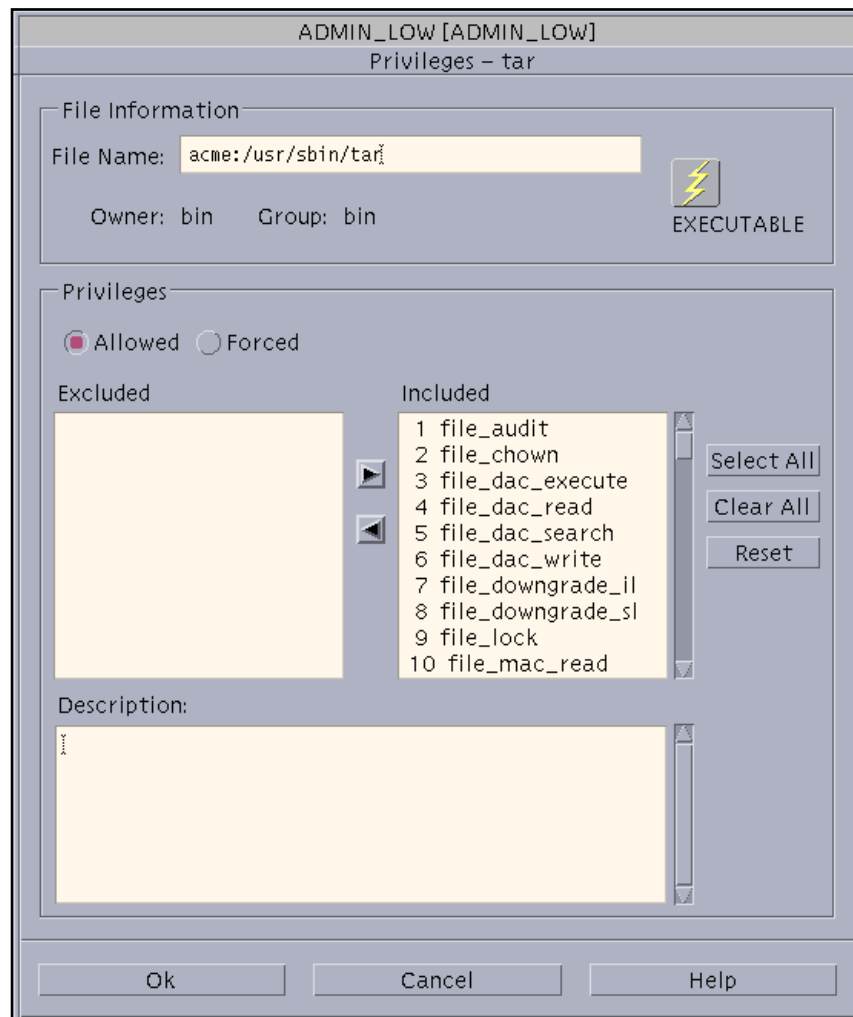 ADMIN_LOW [ADMIN_LOW]
Privileges – tar
File Information
File Name: acme:/usr/sbin/tar
Owner: bin Group: bin
EXECUTABLE
Privileges
Allowed Forced
Excluded
Included
1 file_audit
2 file_chown
3 file_dac_execute
4 file_dac_read
5 file_dac_search
6 file_dac_write
7 file_downgrade_il
8 file_downgrade_sl
9 file_lock
10 file_mac_read
Select All
Clear All
Reset
Description:
Ok Cancel Help